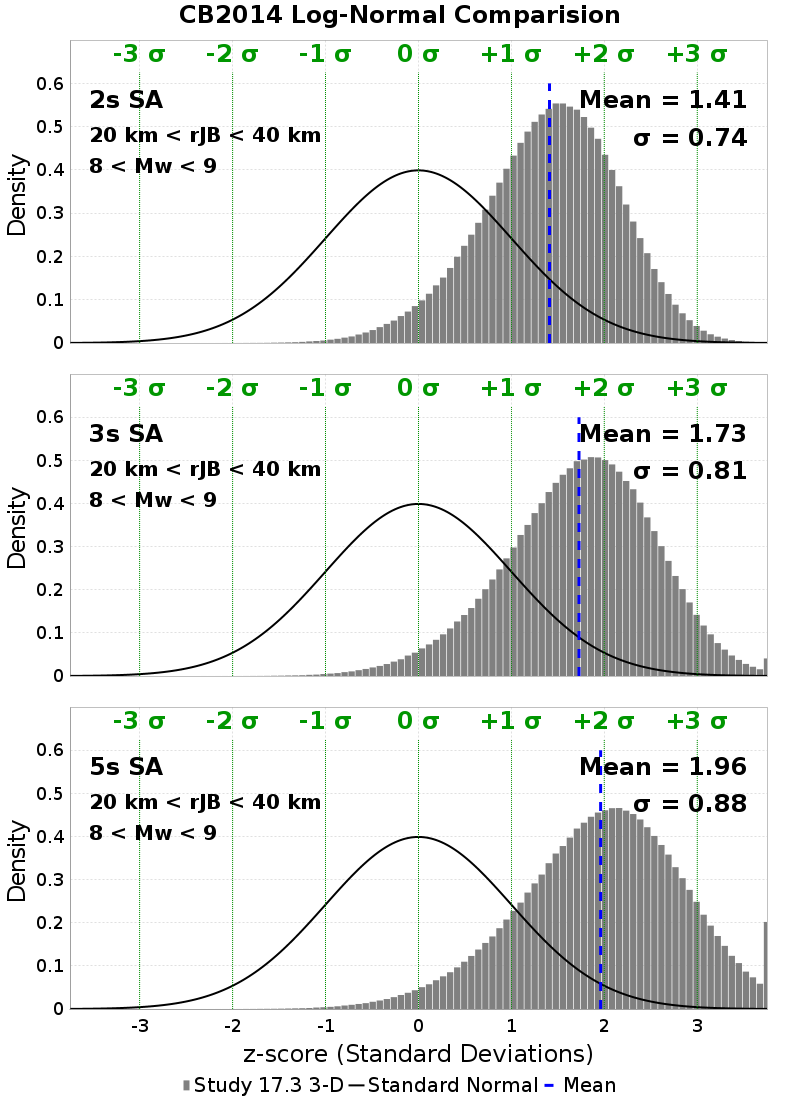 CB2014 Log-Normal Comparision
-3 σ -2 σ -1 σ 0 σ +1 σ +2 σ +3 σ
2s SA
20 km < rJB < 40 km
8 < Mw < 9
Mean = 1.41
σ = 0.74
Density
0.6
0.5
0.4
0.3
0.2
0.1
0
-3 σ -2 σ -1 σ 0 σ +1 σ +2 σ +3 σ
3s SA
20 km < rJB < 40 km
8 < Mw < 9
Mean = 1.73
σ = 0.81
Density
0.6
0.5
0.4
0.3
0.2
0.1
0
-3 σ -2 σ -1 σ 0 σ +1 σ +2 σ +3 σ
5s SA
20 km < rJB < 40 km
8 < Mw < 9
Mean = 1.96
σ = 0.88
Density
0.6
0.5
0.4
0.3
0.2
0.1
0
-3 -2 -1 0 1 2 3
z-score (Standard Deviations)
Study 17.3 3-D Standard Normal Mean